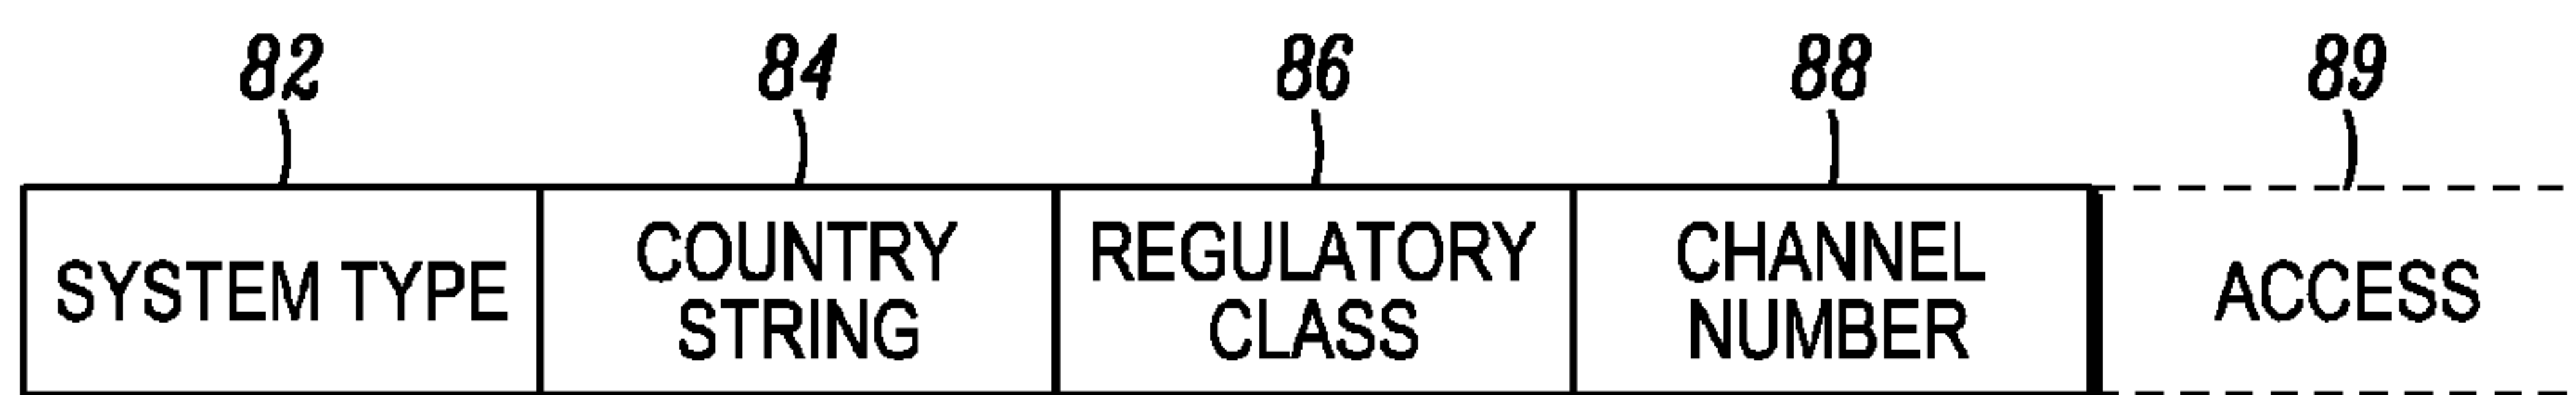 82 84 86 88 89
SYSTEM TYPE
COUNTRY
STRING
REGULATORY
CLASS
CHANNEL
NUMBER
ACCESS